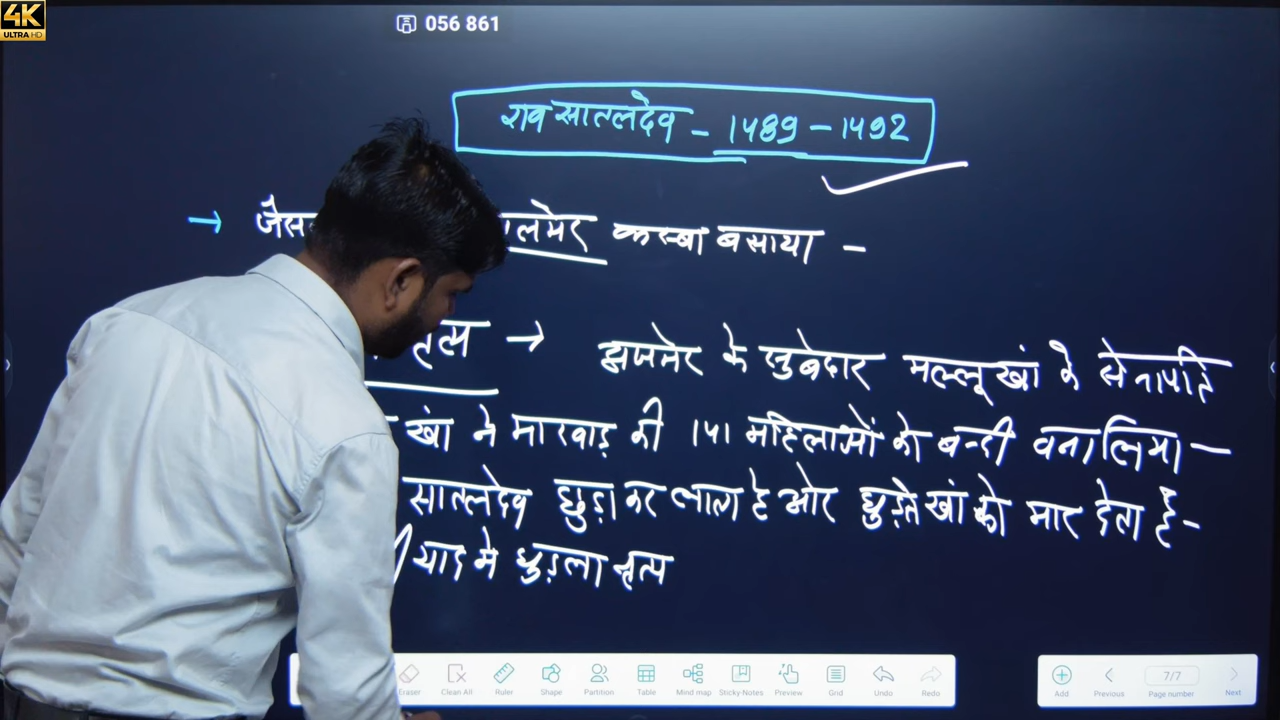 4K
ULTRA HD
056 861
राव सातलदेव - 1489 - 1492
→ जैस लमेर कस्बा बसाया -
नृत्य → अजमेर के सुबेदार मल्लूखां के सेनापति
खां ने मारवाड़ की 141 महिलाओं को बन्दी बनालिया -
सातलदेव छुड़ा कर लाता है और घुड़ले खां को मार देता है -
याद मे घुड़ला नृत्य
Eraser Clean All Ruler Shape Partition Table Mind map Sticky-Notes Preview Grid Undo Redo
Add Previous 7/7 Page number Next